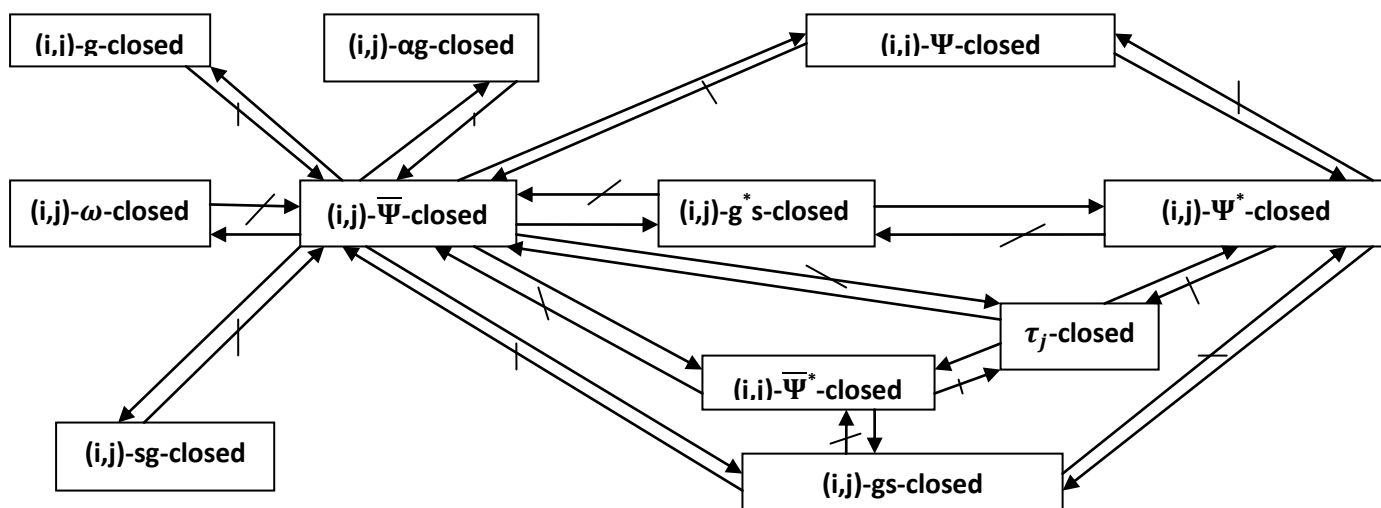 (i,j)-g-closed
(i,j)-αg-closed
(i,j)-Ψ-closed
(i,j)-ω-closed
(i,j)-Ψ̅-closed
(i,j)-g*s-closed
(i,j)-Ψ*-closed
τⱼ-closed
(i,j)-Ψ̅*-closed
(i,j)-sg-closed
(i,j)-gs-closed